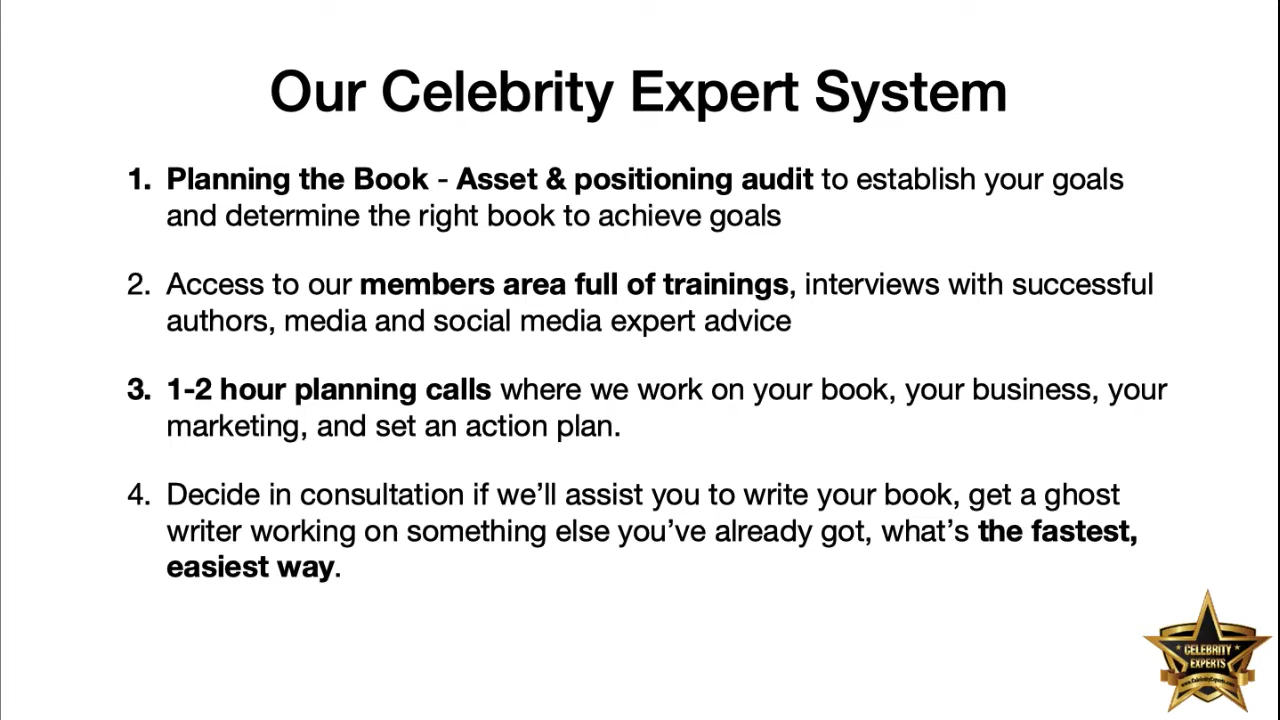 Our Celebrity Expert System
1. Planning the Book - Asset & positioning audit to establish your goals
and determine the right book to achieve goals
2. Access to our members area full of trainings, interviews with successful
authors, media and social media expert advice
3. 1-2 hour planning calls where we work on your book, your business, your
marketing, and set an action plan.
4. Decide in consultation if we’ll assist you to write your book, get a ghost
writer working on something else you’ve already got, what’s the fastest,
easiest way.
CELEBRITY
EXPERTS
www.CelebrityExperts.com